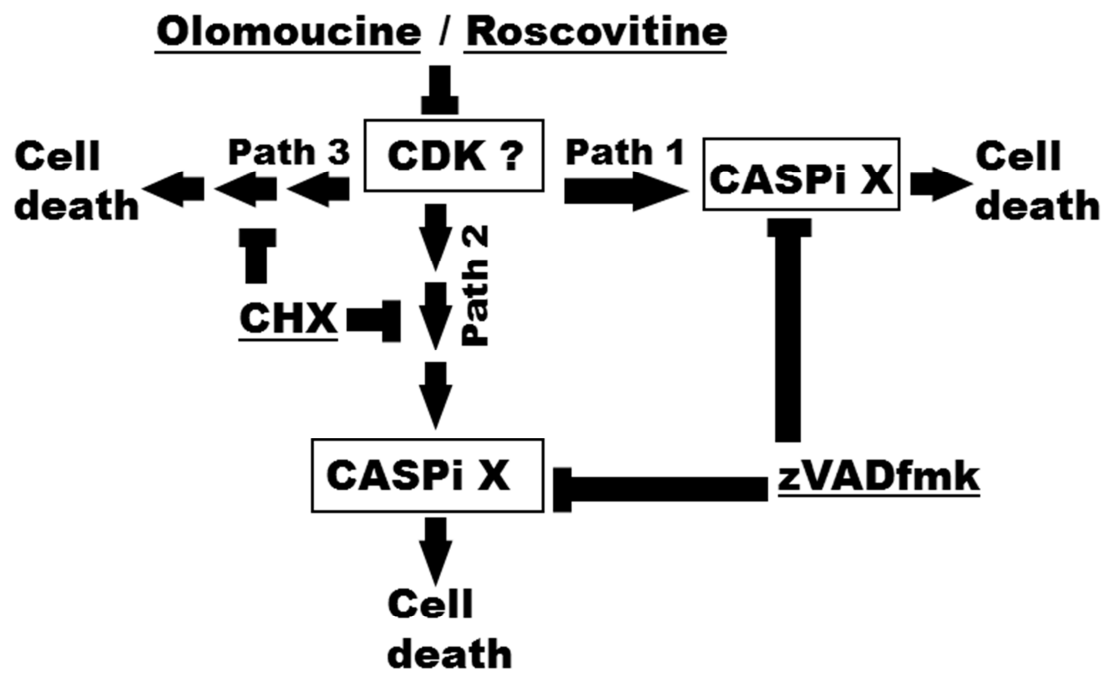 Olomoucine / Roscovitine
Cell
death
Path 3
CDK ?
Path 1
CASPi X
Cell
death
Path 2
CHX
CASPi X
zVADfmk
Cell
death